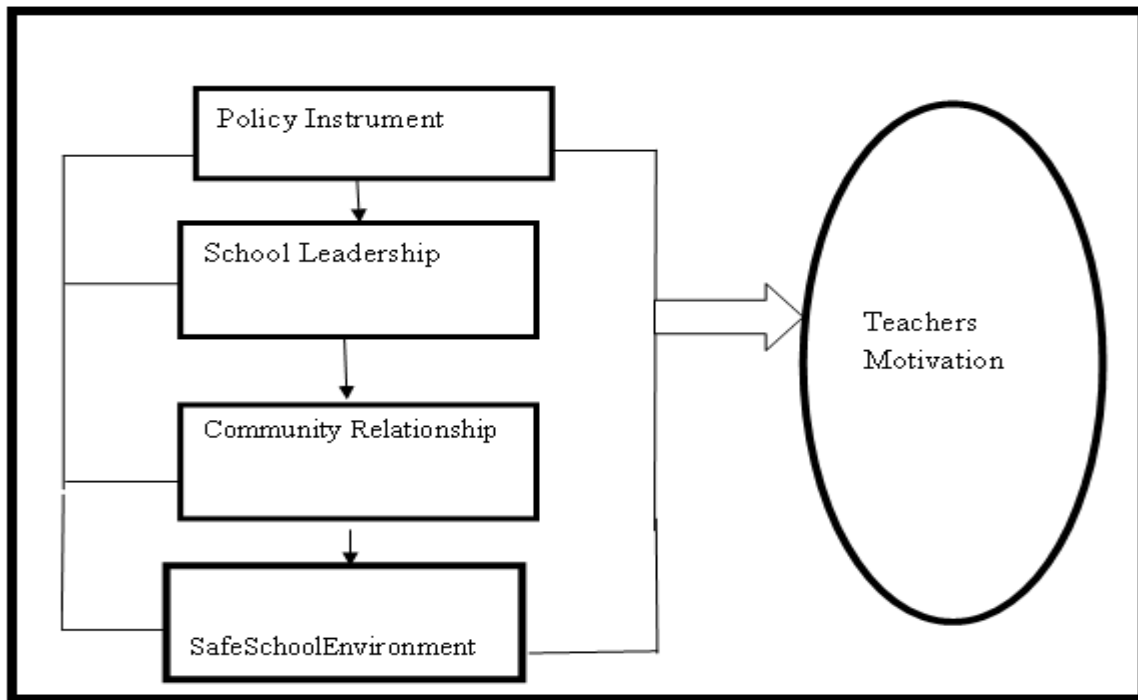 Policy Instrument
School Leadership
Community Relationship
SafeSchoolEnvironment
Teachers
Motivation